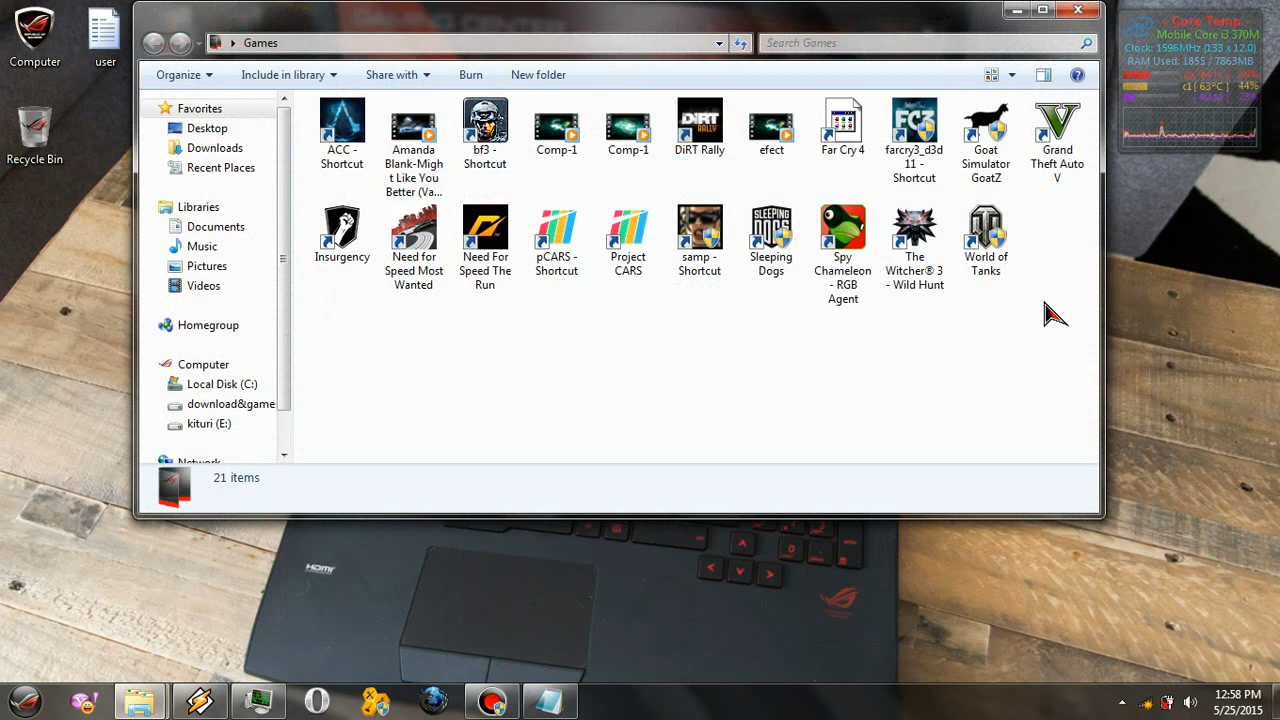 Computer
user
Recycle Bin
Games
Search Games
Organize
Include in library
Share with
Burn
New folder
Favorites
Desktop
Downloads
Recent Places
Libraries
Documents
Music
Pictures
Videos
Homegroup
Computer
Local Disk (C:)
download&game
kituri (E:)
Network
ACC -
Shortcut
Amanda
Blank-Migh
t Like You
Better (Va...
bf3 -
Shortcut
Comp-1
Comp-1
DiRT Rally
efect
Far Cry 4
farcry3_d3d
11 -
Shortcut
Goat
Simulator
GoatZ
Grand
Theft Auto
V
Insurgency
Need for
Speed Most
Wanted
Need For
Speed The
Run
pCARS -
Shortcut
Project
CARS
samp -
Shortcut
Sleeping
Dogs
Spy
Chameleon
- RGB
Agent
The
Witcher® 3
- Wild Hunt
World of
Tanks
DiRT
RALLY
FC3
SLEEPING
DOGS
21 items
- Core Temp -
Mobile Core i3 370M
Clock: 1596MHz (133 x 12.0)
RAM Used: 1855 / 7863MB
c1 [ 63°C ] 44%
HDMI
12:58 PM
5/25/2015